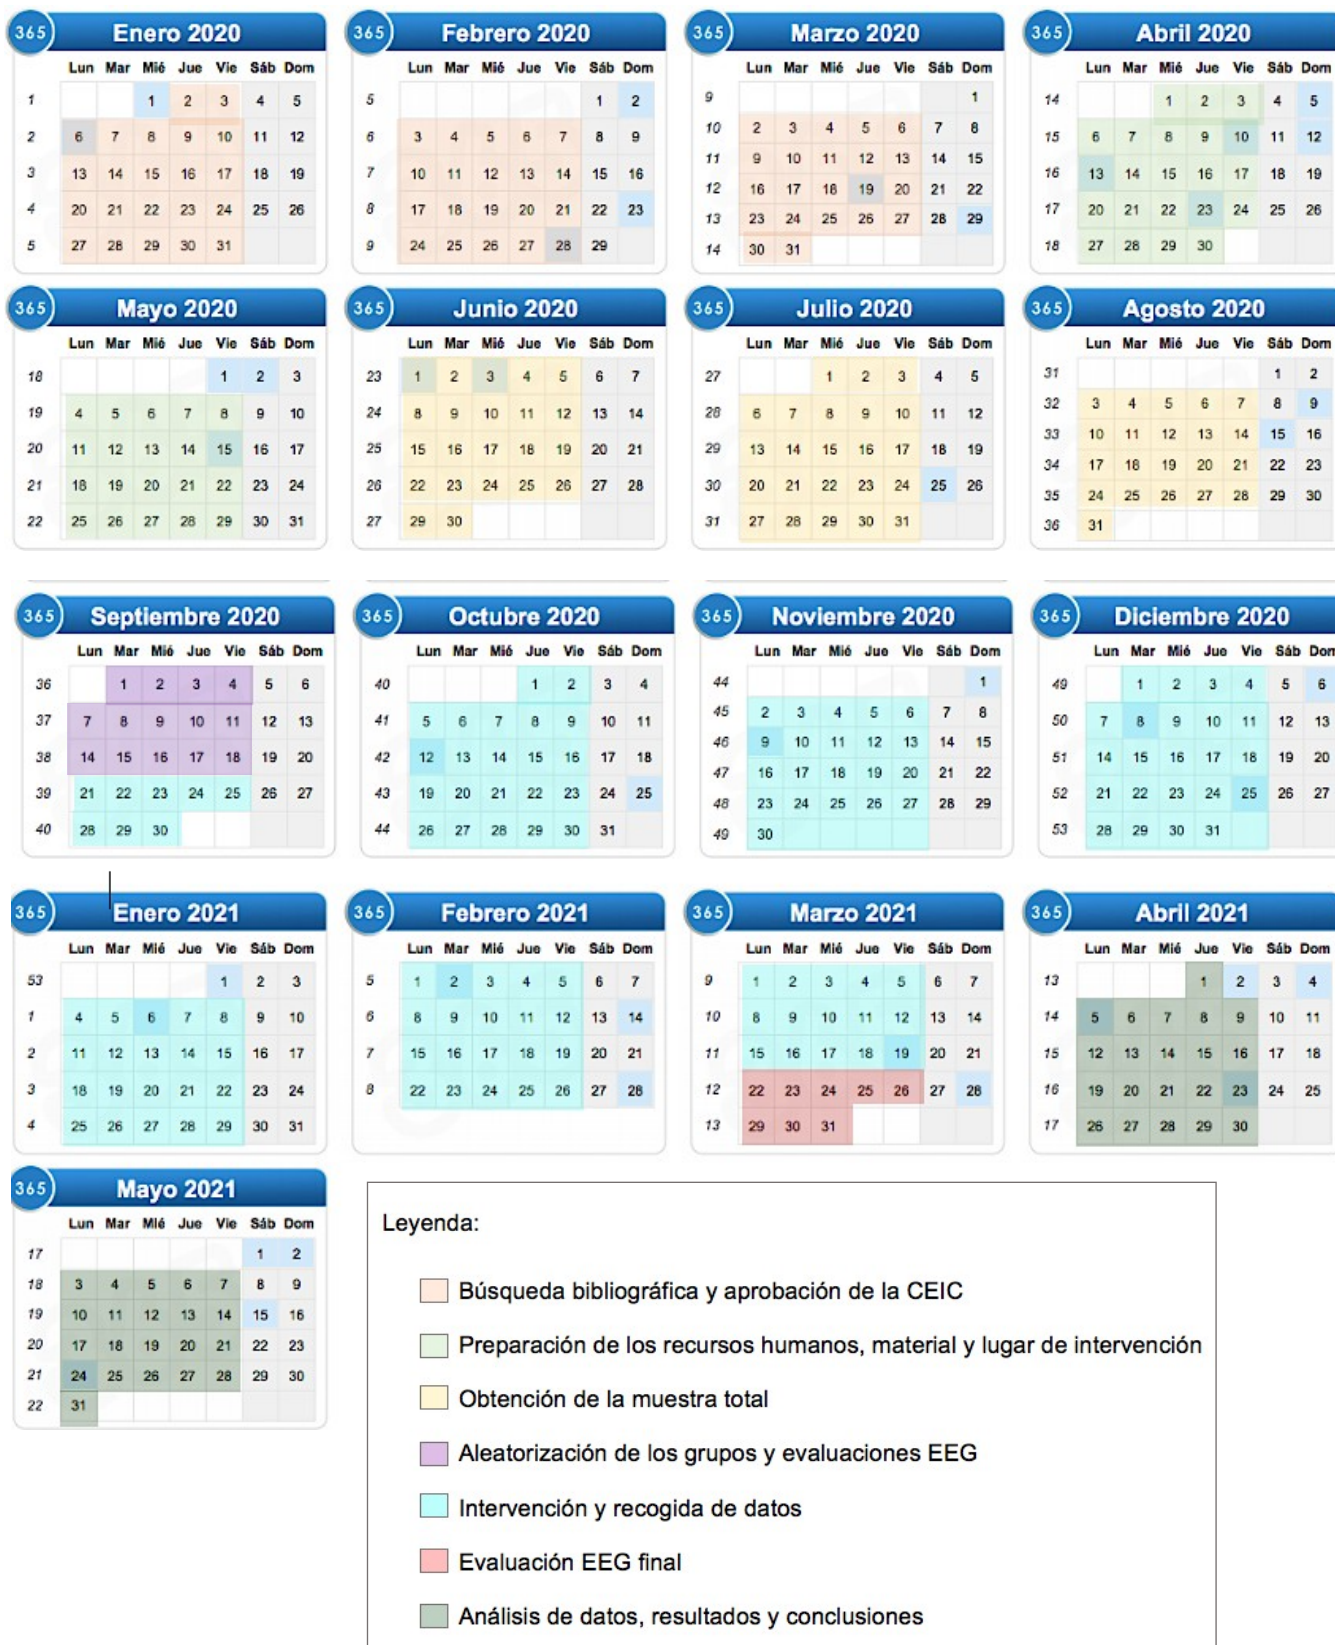 365 Enero 2020
Lun Mar Mié Jue Vie Sáb Dom
1 1 2 3 4 5
2 6 7 8 9 10 11 12
3 13 14 15 16 17 18 19
4 20 21 22 23 24 25 26
5 27 28 29 30 31
365 Febrero 2020
Lun Mar Mié Jue Vie Sáb Dom
5 1 2
6 3 4 5 6 7 8 9
7 10 11 12 13 14 15 16
8 17 18 19 20 21 22 23
9 24 25 26 27 28 29
365 Marzo 2020
Lun Mar Mié Jue Vie Sáb Dom
9 1
10 2 3 4 5 6 7 8
11 9 10 11 12 13 14 15
12 16 17 18 19 20 21 22
13 23 24 25 26 27 28 29
14 30 31
365 Abril 2020
Lun Mar Mié Jue Vie Sáb Dom
14 1 2 3 4 5
15 6 7 8 9 10 11 12
16 13 14 15 16 17 18 19
17 20 21 22 23 24 25 26
18 27 28 29 30
365 Mayo 2020
Lun Mar Mié Jue Vie Sáb Dom
18 1 2 3
19 4 5 6 7 8 9 10
20 11 12 13 14 15 16 17
21 18 19 20 21 22 23 24
22 25 26 27 28 29 30 31
365 Junio 2020
Lun Mar Mié Jue Vie Sáb Dom
23 1 2 3 4 5 6 7
24 8 9 10 11 12 13 14
25 15 16 17 18 19 20 21
26 22 23 24 25 26 27 28
27 29 30
365 Julio 2020
Lun Mar Mié Jue Vie Sáb Dom
27 1 2 3 4 5
28 6 7 8 9 10 11 12
29 13 14 15 16 17 18 19
30 20 21 22 23 24 25 26
31 27 28 29 30 31
365 Agosto 2020
Lun Mar Mié Jue Vie Sáb Dom
31 1 2
32 3 4 5 6 7 8 9
33 10 11 12 13 14 15 16
34 17 18 19 20 21 22 23
35 24 25 26 27 28 29 30
36 31
365 Septiembre 2020
Lun Mar Mié Jue Vie Sáb Dom
36 1 2 3 4 5 6
37 7 8 9 10 11 12 13
38 14 15 16 17 18 19 20
39 21 22 23 24 25 26 27
40 28 29 30
365 Octubre 2020
Lun Mar Mié Jue Vie Sáb Dom
40 1 2 3 4
41 5 6 7 8 9 10 11
42 12 13 14 15 16 17 18
43 19 20 21 22 23 24 25
44 26 27 28 29 30 31
365 Noviembre 2020
Lun Mar Mié Jue Vie Sáb Dom
44 1
45 2 3 4 5 6 7 8
46 9 10 11 12 13 14 15
47 16 17 18 19 20 21 22
48 23 24 25 26 27 28 29
49 30
365 Diciembre 2020
Lun Mar Mié Jue Vie Sáb Dom
49 1 2 3 4 5 6
50 7 8 9 10 11 12 13
51 14 15 16 17 18 19 20
52 21 22 23 24 25 26 27
53 28 29 30 31
365 Enero 2021
Lun Mar Mié Jue Vie Sáb Dom
53 1 2 3
1 4 5 6 7 8 9 10
2 11 12 13 14 15 16 17
3 18 19 20 21 22 23 24
4 25 26 27 28 29 30 31
365 Febrero 2021
Lun Mar Mié Jue Vie Sáb Dom
5 1 2 3 4 5 6 7
6 8 9 10 11 12 13 14
7 15 16 17 18 19 20 21
8 22 23 24 25 26 27 28
365 Marzo 2021
Lun Mar Mié Jue Vie Sáb Dom
9 1 2 3 4 5 6 7
10 8 9 10 11 12 13 14
11 15 16 17 18 19 20 21
12 22 23 24 25 26 27 28
13 29 30 31
365 Abril 2021
Lun Mar Mié Jue Vie Sáb Dom
13 1 2 3 4
14 5 6 7 8 9 10 11
15 12 13 14 15 16 17 18
16 19 20 21 22 23 24 25
17 26 27 28 29 30
365 Mayo 2021
Lun Mar Mié Jue Vie Sáb Dom
17 1 2
18 3 4 5 6 7 8 9
19 10 11 12 13 14 15 16
20 17 18 19 20 21 22 23
21 24 25 26 27 28 29 30
22 31
Leyenda:
Búsqueda bibliográfica y aprobación de la CEIC
Preparación de los recursos humanos, material y lugar de intervención
Obtención de la muestra total
Aleatorización de los grupos y evaluaciones EEG
Intervención y recogida de datos
Evaluación EEG final
Análisis de datos, resultados y conclusiones